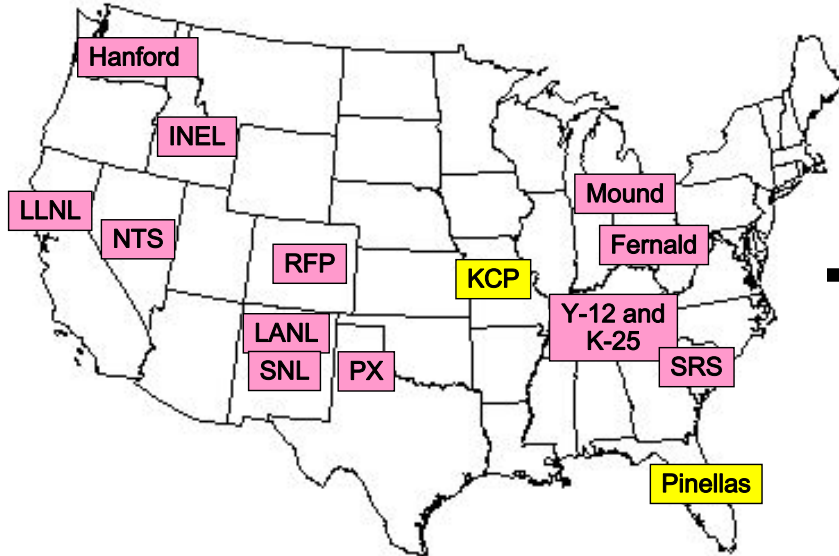 Hanford
INEL
Mound
LLNL
NTS
Fernald
RFP
KCP
Y-12 and
K-25
LANL
SNL
PX
SRS
Pinellas